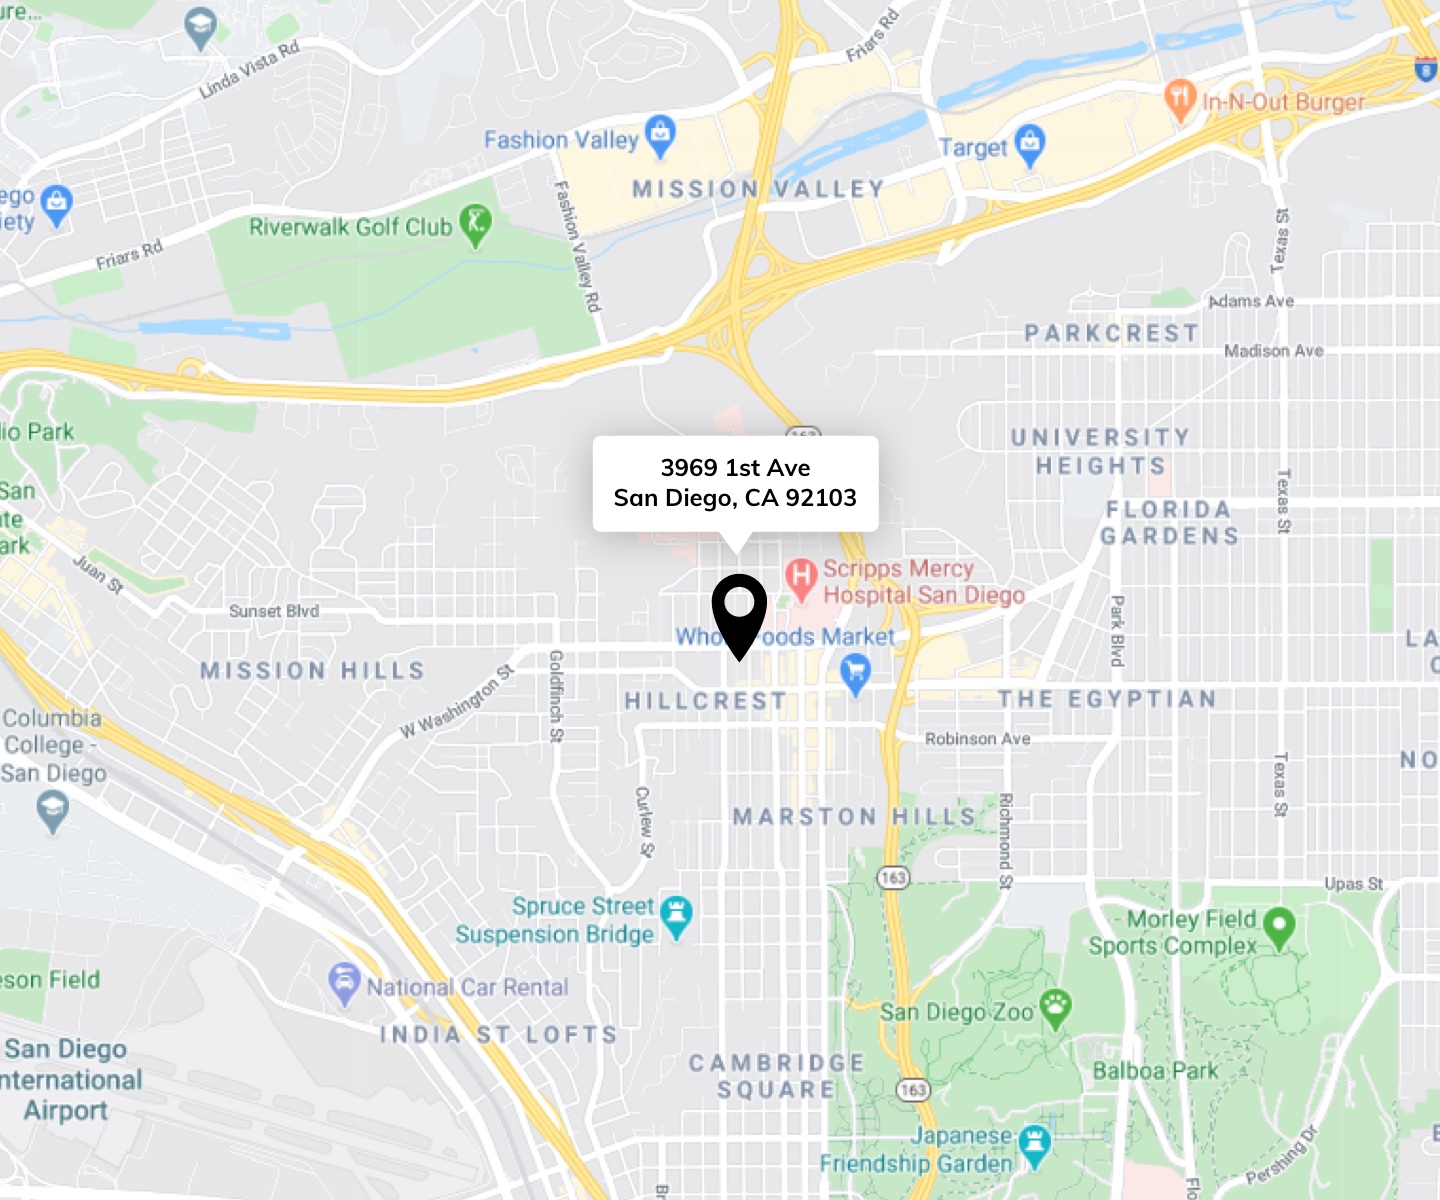 ure...
Linda Vista Rd
Friars Rd
8
In-N-Out Burger
Fashion Valley
Target
MISSION VALLEY
ego
iety
Riverwalk Golf Club
Fashion Valley Rd
Friars Rd
Texas St
Adams Ave
PARKCREST
Madison Ave
163
dio Park
UNIVERSITY
HEIGHTS
3969 1st Ave
San Diego, CA 92103
San
te
ark
Texas St
FLORIDA
GARDENS
Juan St
Scripps Mercy
Hospital San Diego
Sunset Blvd
Park Blvd
Foods Market
LA
MISSION HILLS
Goldfinch St
W Washington St
HILLCREST
THE EGYPTIAN
Columbia
College -
San Diego
Robinson Ave
NO
Texas St
Curlew St
MARSTON HILLS
Richmond St
163
Upas St
Spruce Street
Suspension Bridge
Morley Field
Sports Complex
eson Field
National Car Rental
San Diego Zoo
INDIA ST LOFTS
San Diego
nternational
Airport
CAMBRIDGE
SQUARE
Balboa Park
163
Japanese
Friendship Garden
Pershing Dr
Br
Flo